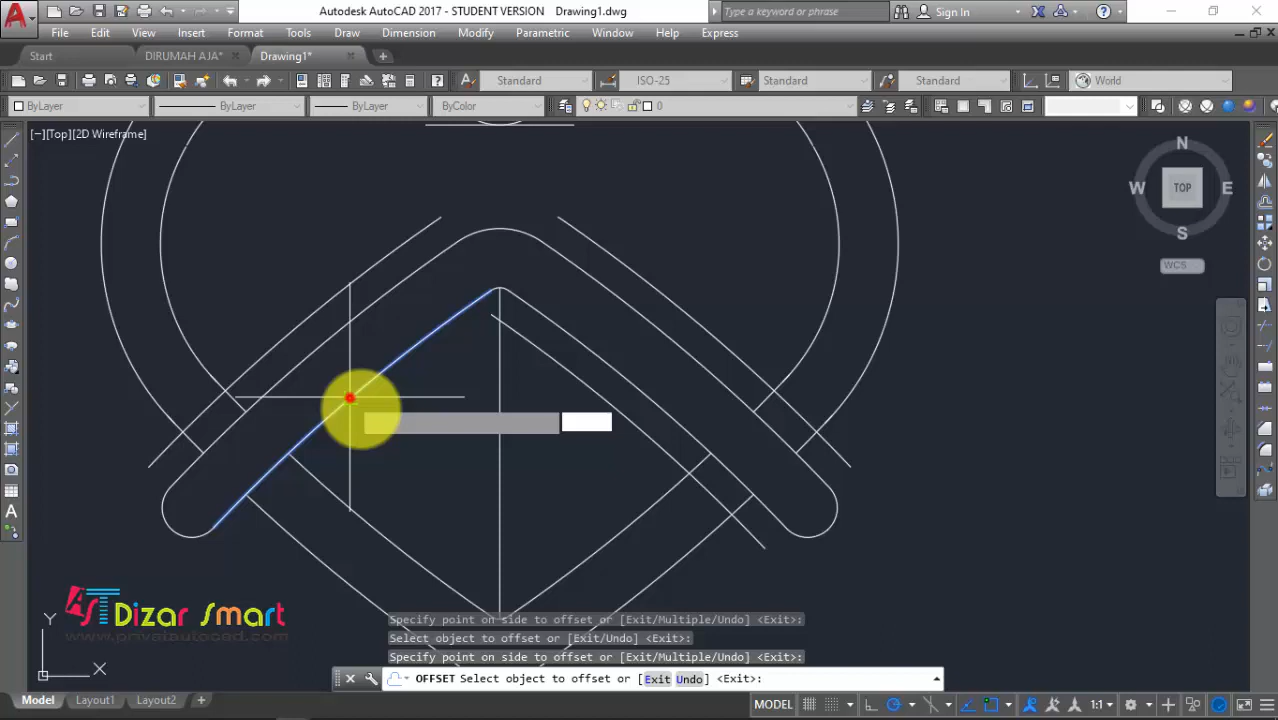 Autodesk AutoCAD 2017 - STUDENT VERSION Drawing1.dwg
Type a keyword or phrase
Sign In
File Edit View Insert Format Tools Draw Dimension Modify Parametric Window Help Express
Start DIRUMAH AJA* Drawing1*
Standard ISO-25 Standard Standard World
ByLayer ByLayer ByLayer ByColor 0
[−][Top][2D Wireframe]
N
W TOP E
S
WCS
Y
X
AST Dizar Smart
www.privatautocad.com
Specify point on side to offset or [Exit/Multiple/Undo] <Exit>:
Select object to offset or [Exit/Undo] <Exit>:
Specify point on side to offset or [Exit/Multiple/Undo] <Exit>:
OFFSET Select object to offset or [Exit Undo] <Exit>:
Model Layout1 Layout2 +
MODEL 1:1